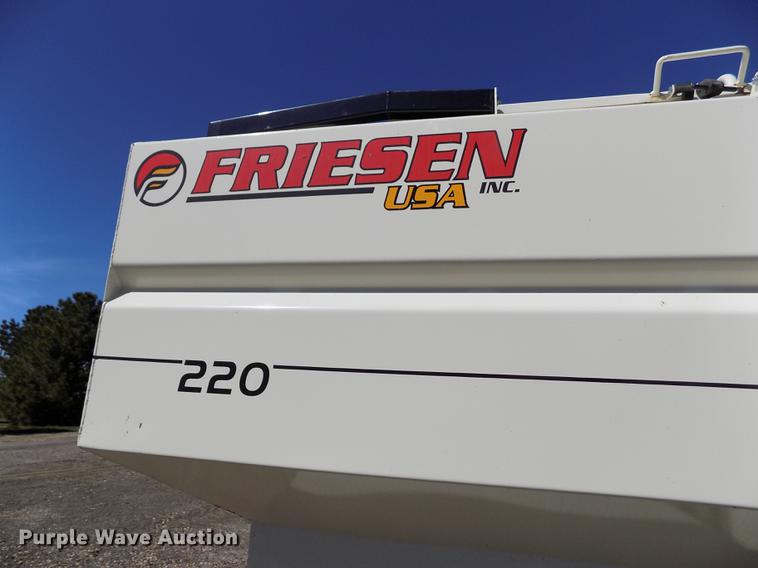 FRIESEN
USA INC.
220
Purple Wave Auction